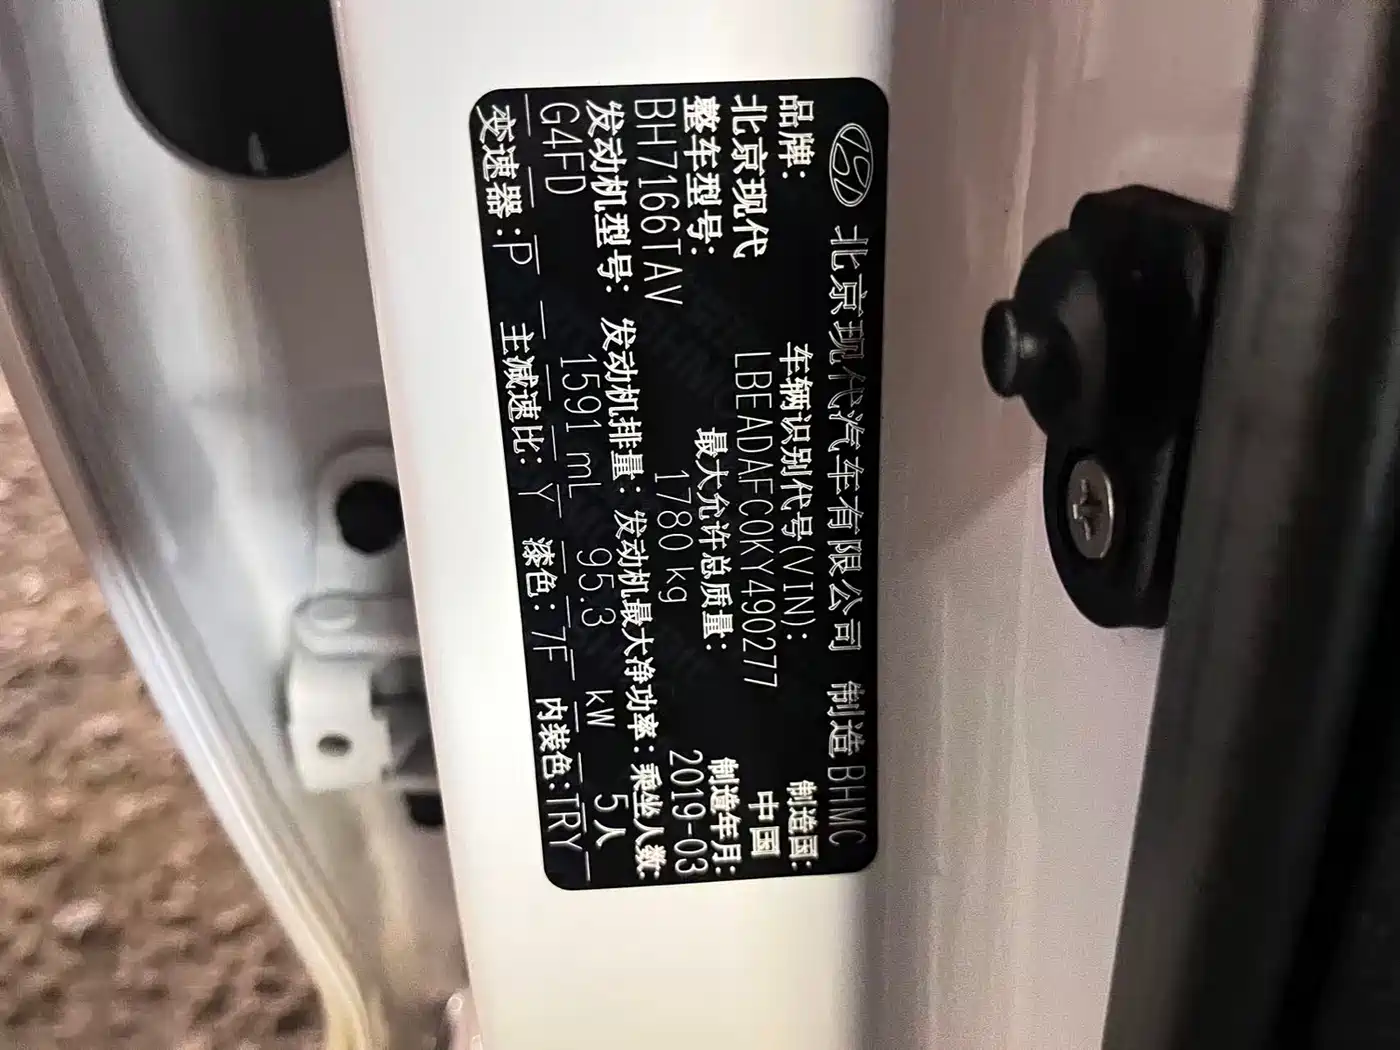 北京现代汽车有限公司 制造 BHMC
品牌: 车辆识别代号(VIN): 制造国:
北京现代 LBEADAFC0KY490277 中国
整车型号: 最大允许总质量: 制造年月:
BH7166TAV 1780 kg 2019-03
发动机型号: 发动机排量: 发动机最大净功率: 乘坐人数:
G4FD 1591 mL 95.3 kW 5人
变速器:P 主减速比:Y 漆色:7F 内装色:TRY